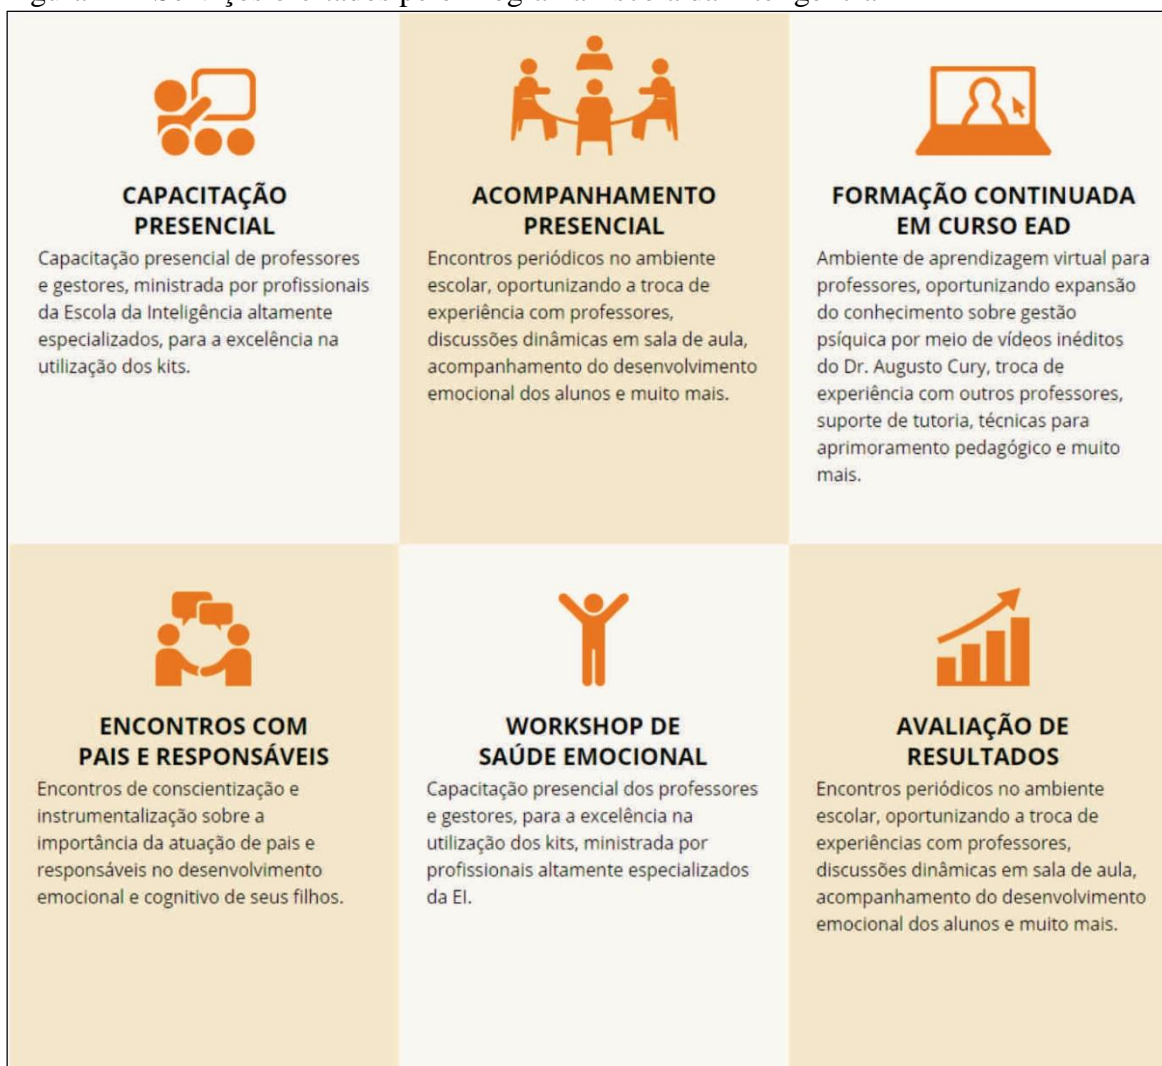 CAPACITAÇÃO
PRESENCIAL
Capacitação presencial de professores
e gestores, ministrada por profissionais
da Escola da Inteligência altamente
especializados, para a excelência na
utilização dos kits.
ACOMPANHAMENTO
PRESENCIAL
Encontros periódicos no ambiente
escolar, oportunizando a troca de
experiência com professores,
discussões dinâmicas em sala de aula,
acompanhamento do desenvolvimento
emocional dos alunos e muito mais.
FORMAÇÃO CONTINUADA
EM CURSO EAD
Ambiente de aprendizagem virtual para
professores, oportunizando expansão
do conhecimento sobre gestão
psíquica por meio de vídeos inéditos
do Dr. Augusto Cury, troca de
experiência com outros professores,
suporte de tutoria, técnicas para
aprimoramento pedagógico e muito
mais.
ENCONTROS COM
PAIS E RESPONSÁVEIS
Encontros de conscientização e
instrumentalização sobre a
importância da atuação de pais e
responsáveis no desenvolvimento
emocional e cognitivo de seus filhos.
WORKSHOP DE
SAÚDE EMOCIONAL
Capacitação presencial dos professores
e gestores, para a excelência na
utilização dos kits, ministrada por
profissionais altamente especializados
da EI.
AVALIAÇÃO DE
RESULTADOS
Encontros periódicos no ambiente
escolar, oportunizando a troca de
experiências com professores,
discussões dinâmicas em sala de aula,
acompanhamento do desenvolvimento
emocional dos alunos e muito mais.